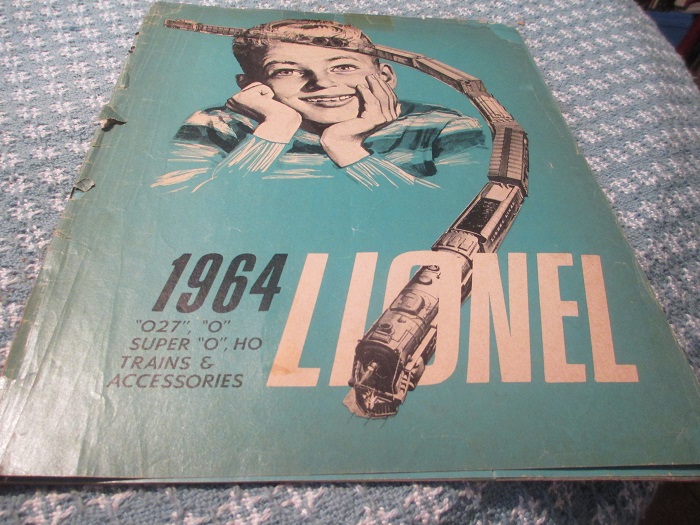 1964
LIONEL
"027", "O"
SUPER "O", HO
TRAINS &
ACCESSORIES